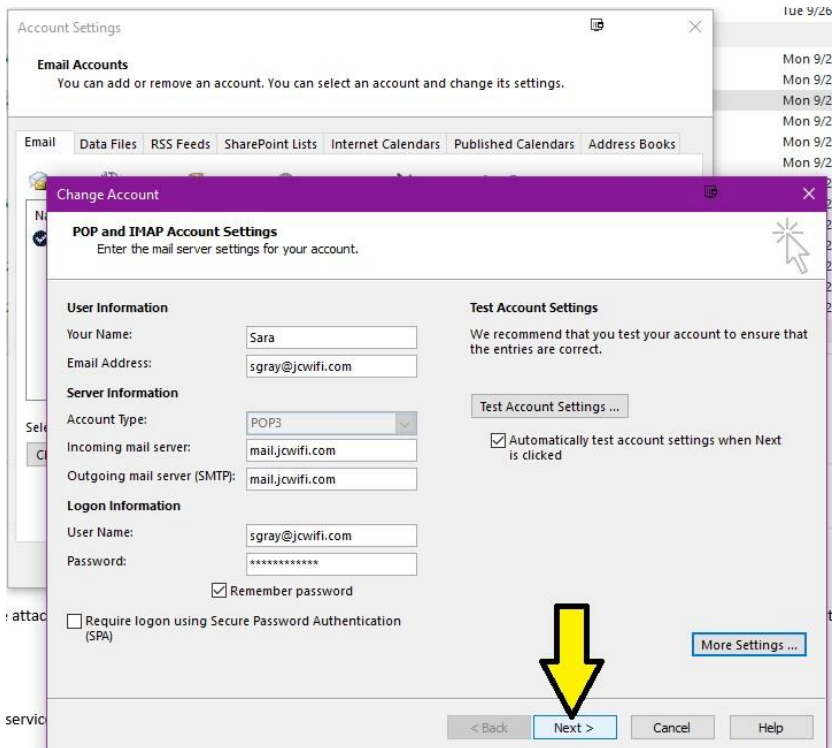 Tue 9/26
Account Settings
Email Accounts
You can add or remove an account. You can select an account and change its settings.
Mon 9/2
Mon 9/2
Mon 9/2
Mon 9/2
Mon 9/2
Mon 9/2
Email Data Files RSS Feeds SharePoint Lists Internet Calendars Published Calendars Address Books
Change Account
Na
POP and IMAP Account Settings
Enter the mail server settings for your account.
User Information
Your Name: Sara
Email Address: sgray@jcwifi.com
Server Information
Account Type: POP3
Incoming mail server: mail.jcwifi.com
Outgoing mail server (SMTP): mail.jcwifi.com
Logon Information
User Name: sgray@jcwifi.com
Password: ************
Remember password
Require logon using Secure Password Authentication
(SPA)
Test Account Settings
We recommend that you test your account to ensure that
the entries are correct.
Test Account Settings ...
Automatically test account settings when Next
is clicked
Sele
attac
More Settings ...
servic
< Back Next > Cancel Help